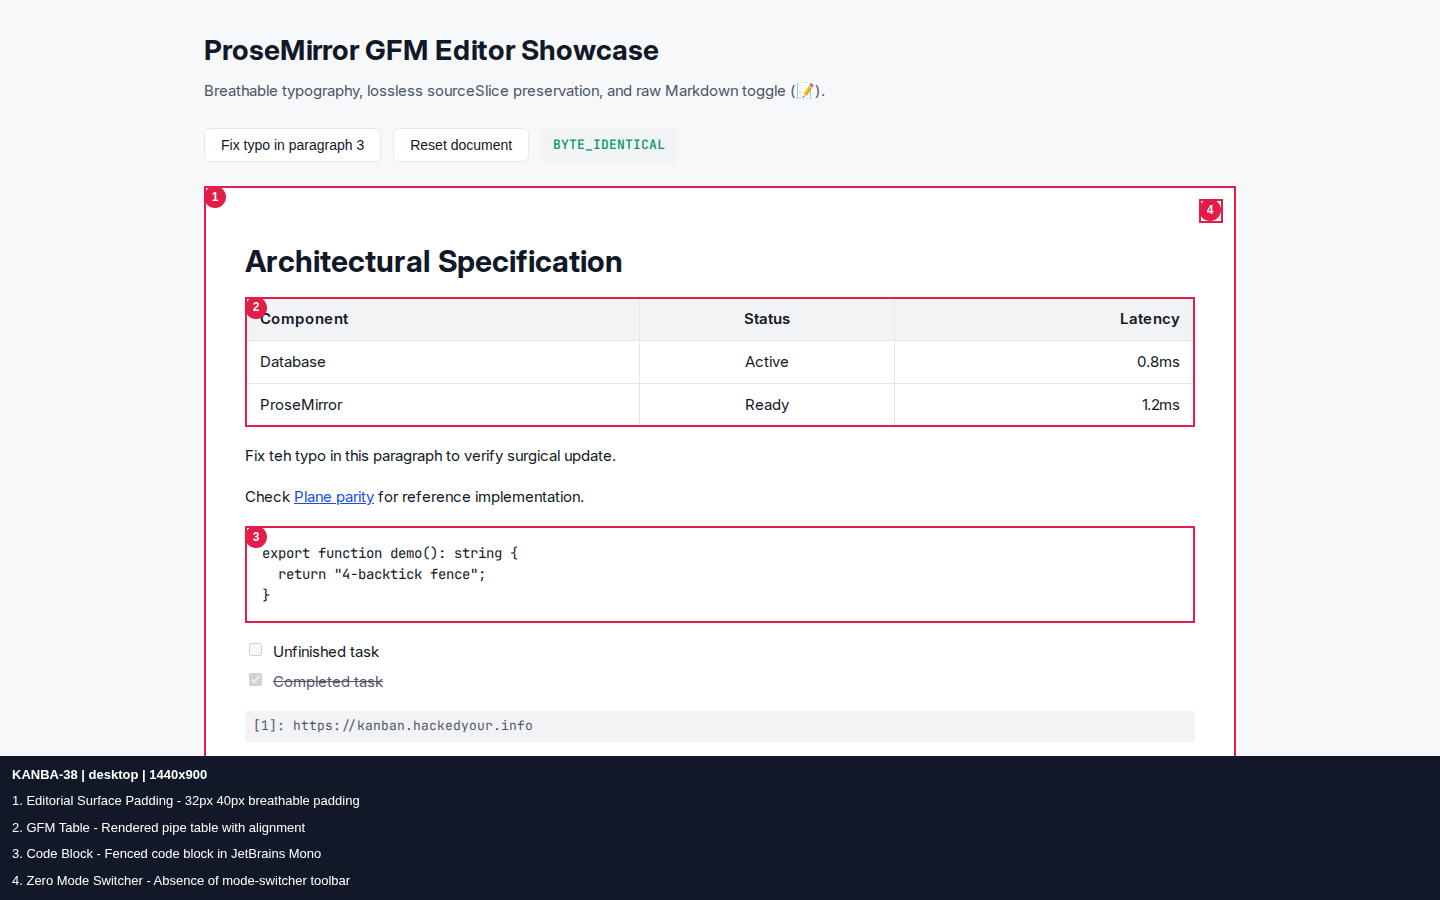 ProseMirror GFM Editor Showcase
Breathable typography, lossless sourceSlice preservation, and raw Markdown toggle (📝).
Fix typo in paragraph 3
Reset document
BYTE_IDENTICAL
1
4
Architectural Specification
2
Component Status Latency
Database Active 0.8ms
ProseMirror Ready 1.2ms
Fix teh typo in this paragraph to verify surgical update.
Check Plane parity for reference implementation.
3
export function demo(): string {
  return "4-backtick fence";
}
Unfinished task
Completed task
[1]: https://kanban.hackedyour.info
KANBA-38 | desktop | 1440x900
1. Editorial Surface Padding - 32px 40px breathable padding
2. GFM Table - Rendered pipe table with alignment
3. Code Block - Fenced code block in JetBrains Mono
4. Zero Mode Switcher - Absence of mode-switcher toolbar